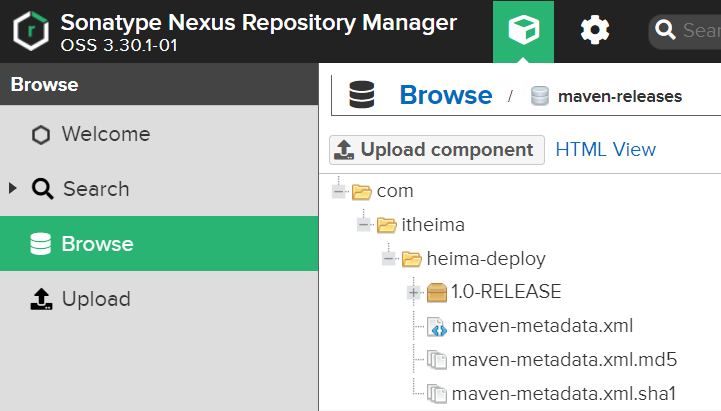 Sonatype Nexus Repository Manager
OSS 3.30.1-01
Browse
Welcome
Search
Browse
Upload
Browse / maven-releases
Upload component HTML View
com
itheima
heima-deploy
1.0-RELEASE
maven-metadata.xml
maven-metadata.xml.md5
maven-metadata.xml.sha1